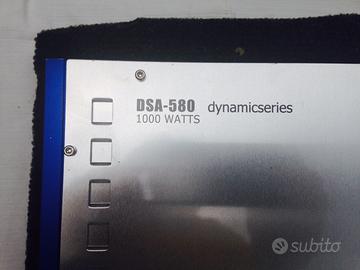 DSA-580 dynamicseries
1000 WATTS
subito